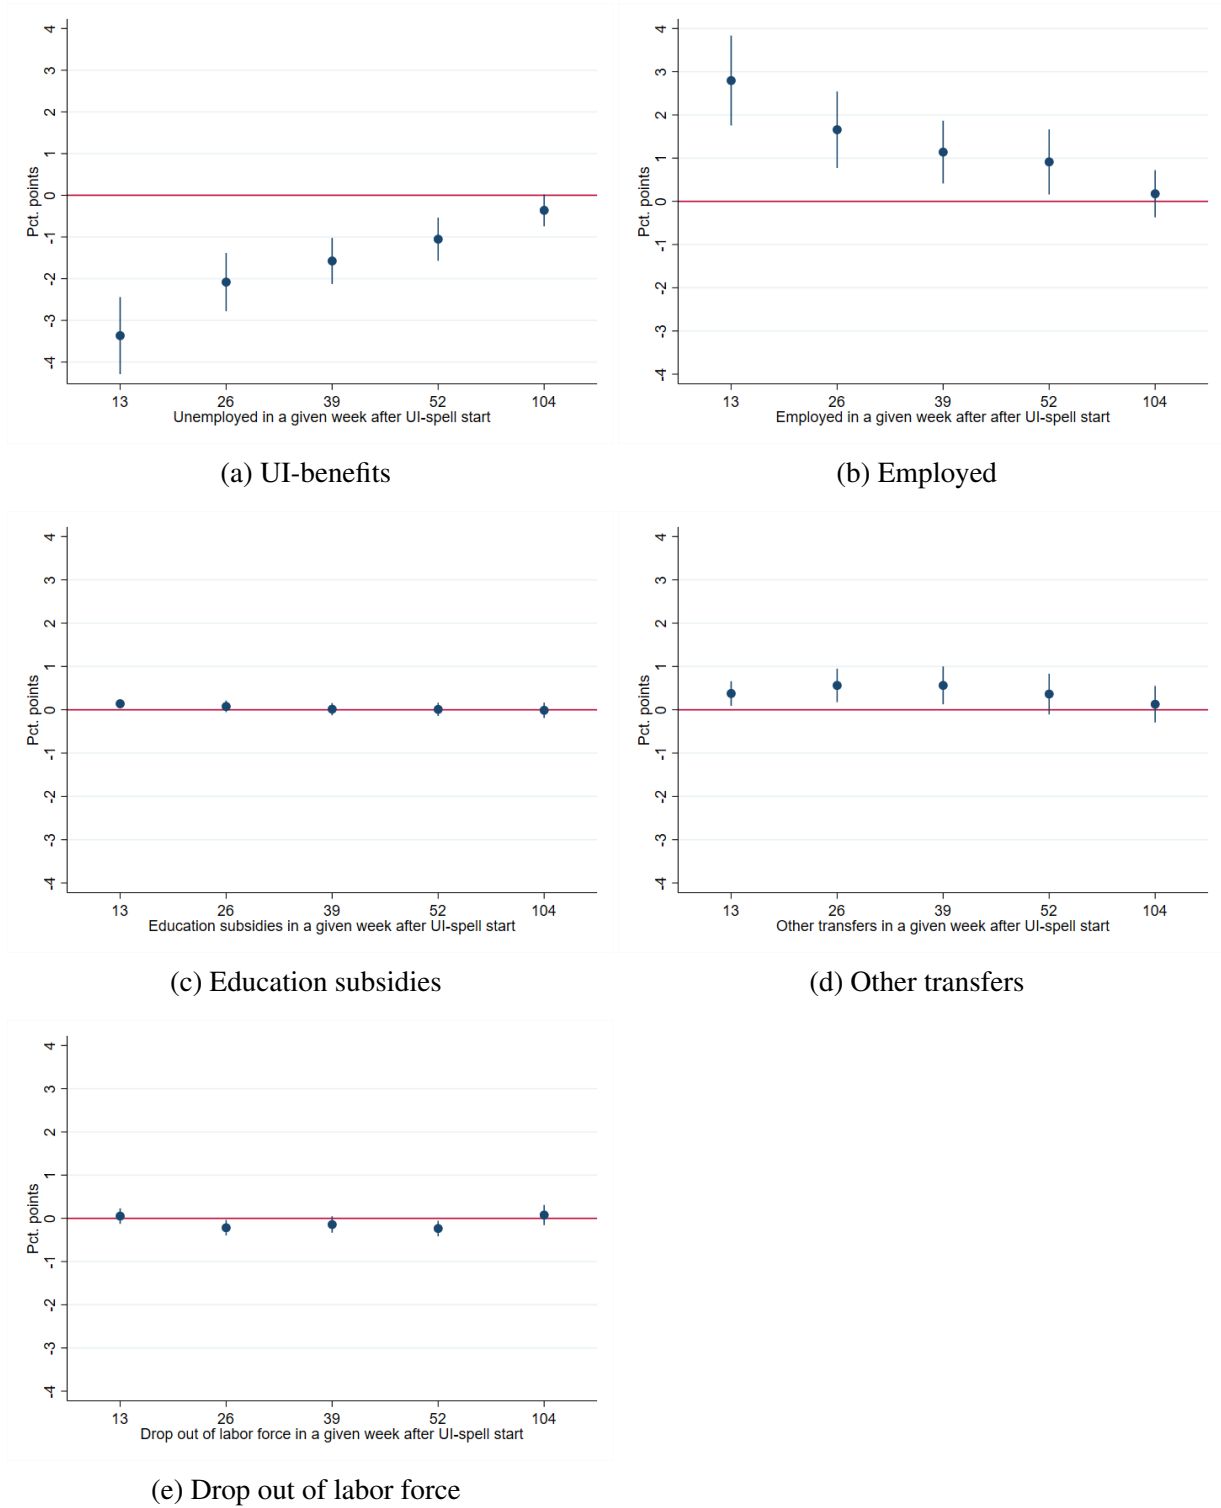 4
3
2
1
0
-1
-2
-3
-4
Pct. points
13 26 39 52 104
Unemployed in a given week after UI-spell start
(a) UI-benefits
4
3
2
1
0
-1
-2
-3
-4
Pct. points
13 26 39 52 104
Employed in a given week after after UI-spell start
(b) Employed
4
3
2
1
0
-1
-2
-3
-4
Pct. points
13 26 39 52 104
Education subsidies in a given week after UI-spell start
(c) Education subsidies
4
3
2
1
0
-1
-2
-3
-4
Pct. points
13 26 39 52 104
Other transfers in a given week after UI-spell start
(d) Other transfers
4
3
2
1
0
-1
-2
-3
-4
Pct. points
13 26 39 52 104
Drop out of labor force in a given week after UI-spell start
(e) Drop out of labor force